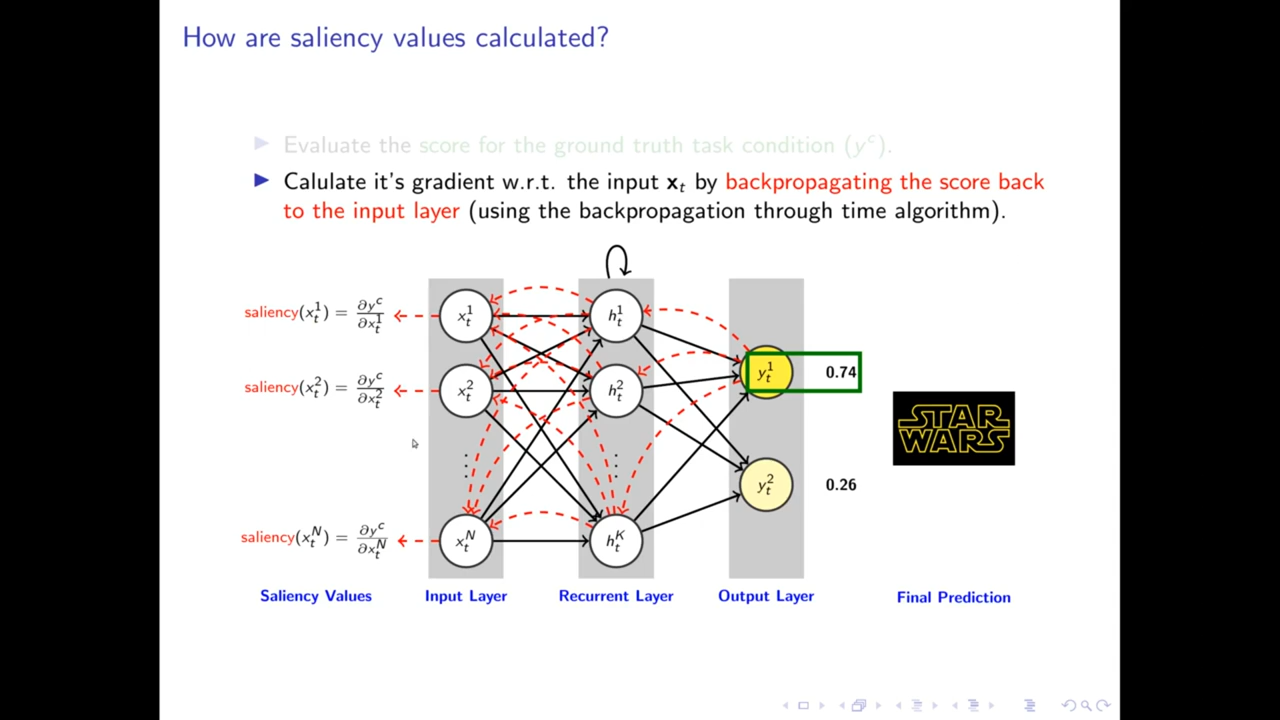 How are saliency values calculated?
▶ Evaluate the score for the ground truth task condition (y^c).
▶ Calulate it's gradient w.r.t. the input x_t by backpropagating the score back
to the input layer (using the backpropagation through time algorithm).
saliency(x_t^1) = ∂y^c/∂x_t^1
x_t^1
h_t^1
saliency(x_t^2) = ∂y^c/∂x_t^2
x_t^2
h_t^2
y_t^1
0.74
STAR
WARS
⋮ ⋮
y_t^2
0.26
saliency(x_t^N) = ∂y^c/∂x_t^N
x_t^N
h_t^K
Saliency Values
Input Layer
Recurrent Layer
Output Layer
Final Prediction